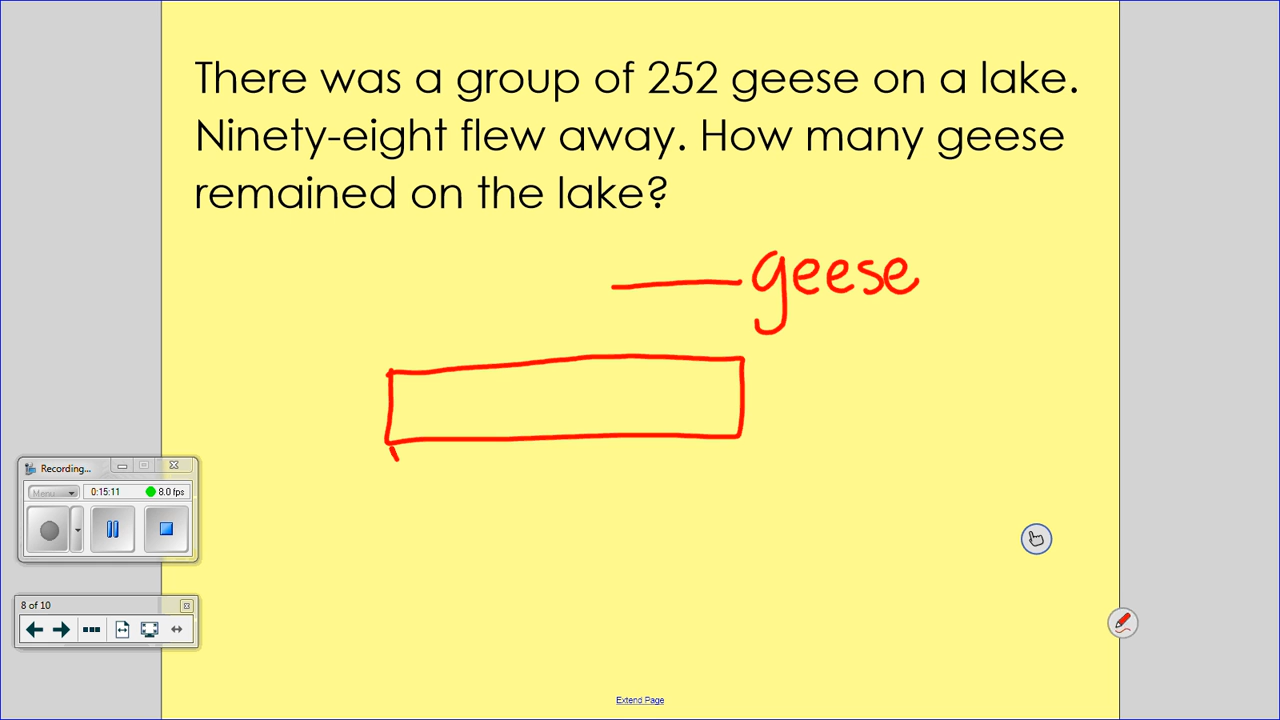 There was a group of 252 geese on a lake.
Ninety-eight flew away. How many geese
remained on the lake?
geese
Recording...
Menu
0:15:11
8.0 fps
8 of 10
Extend Page